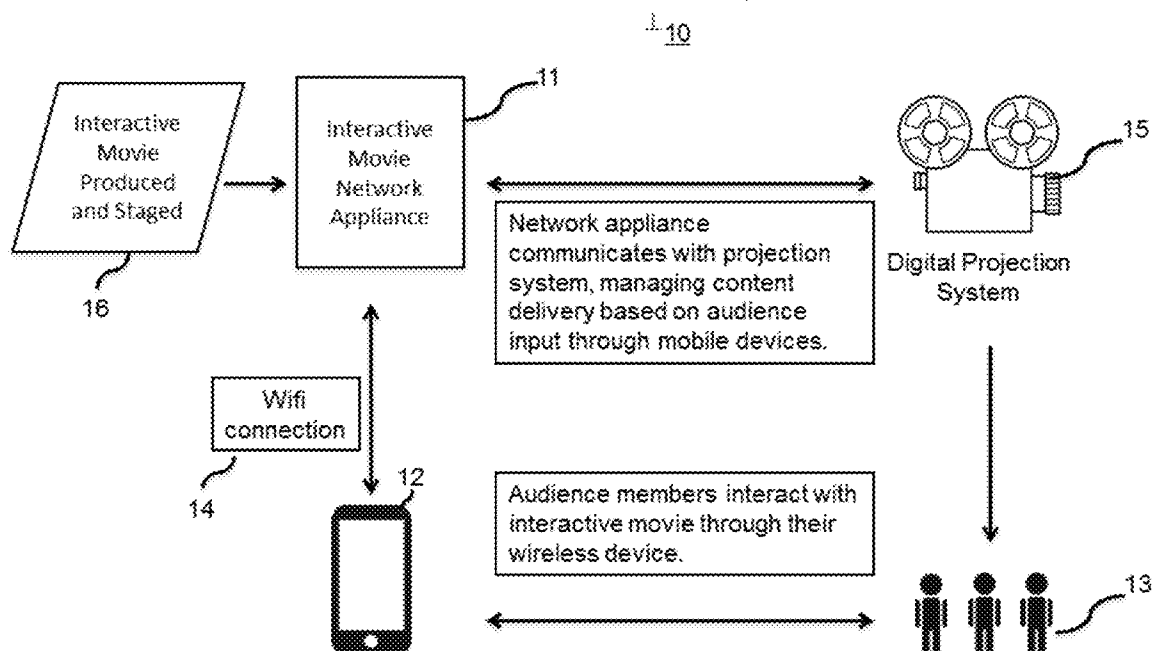 10
11
Interactive
Movie
Produced
and Staged
Interactive
Movie
Network
Appliance
15
16
Network appliance
communicates with projection
system, managing content
delivery based on audience
input through mobile devices.
Digital Projection
System
Wifi
connection
14
12
Audience members interact with
interactive movie through their
wireless device.
13